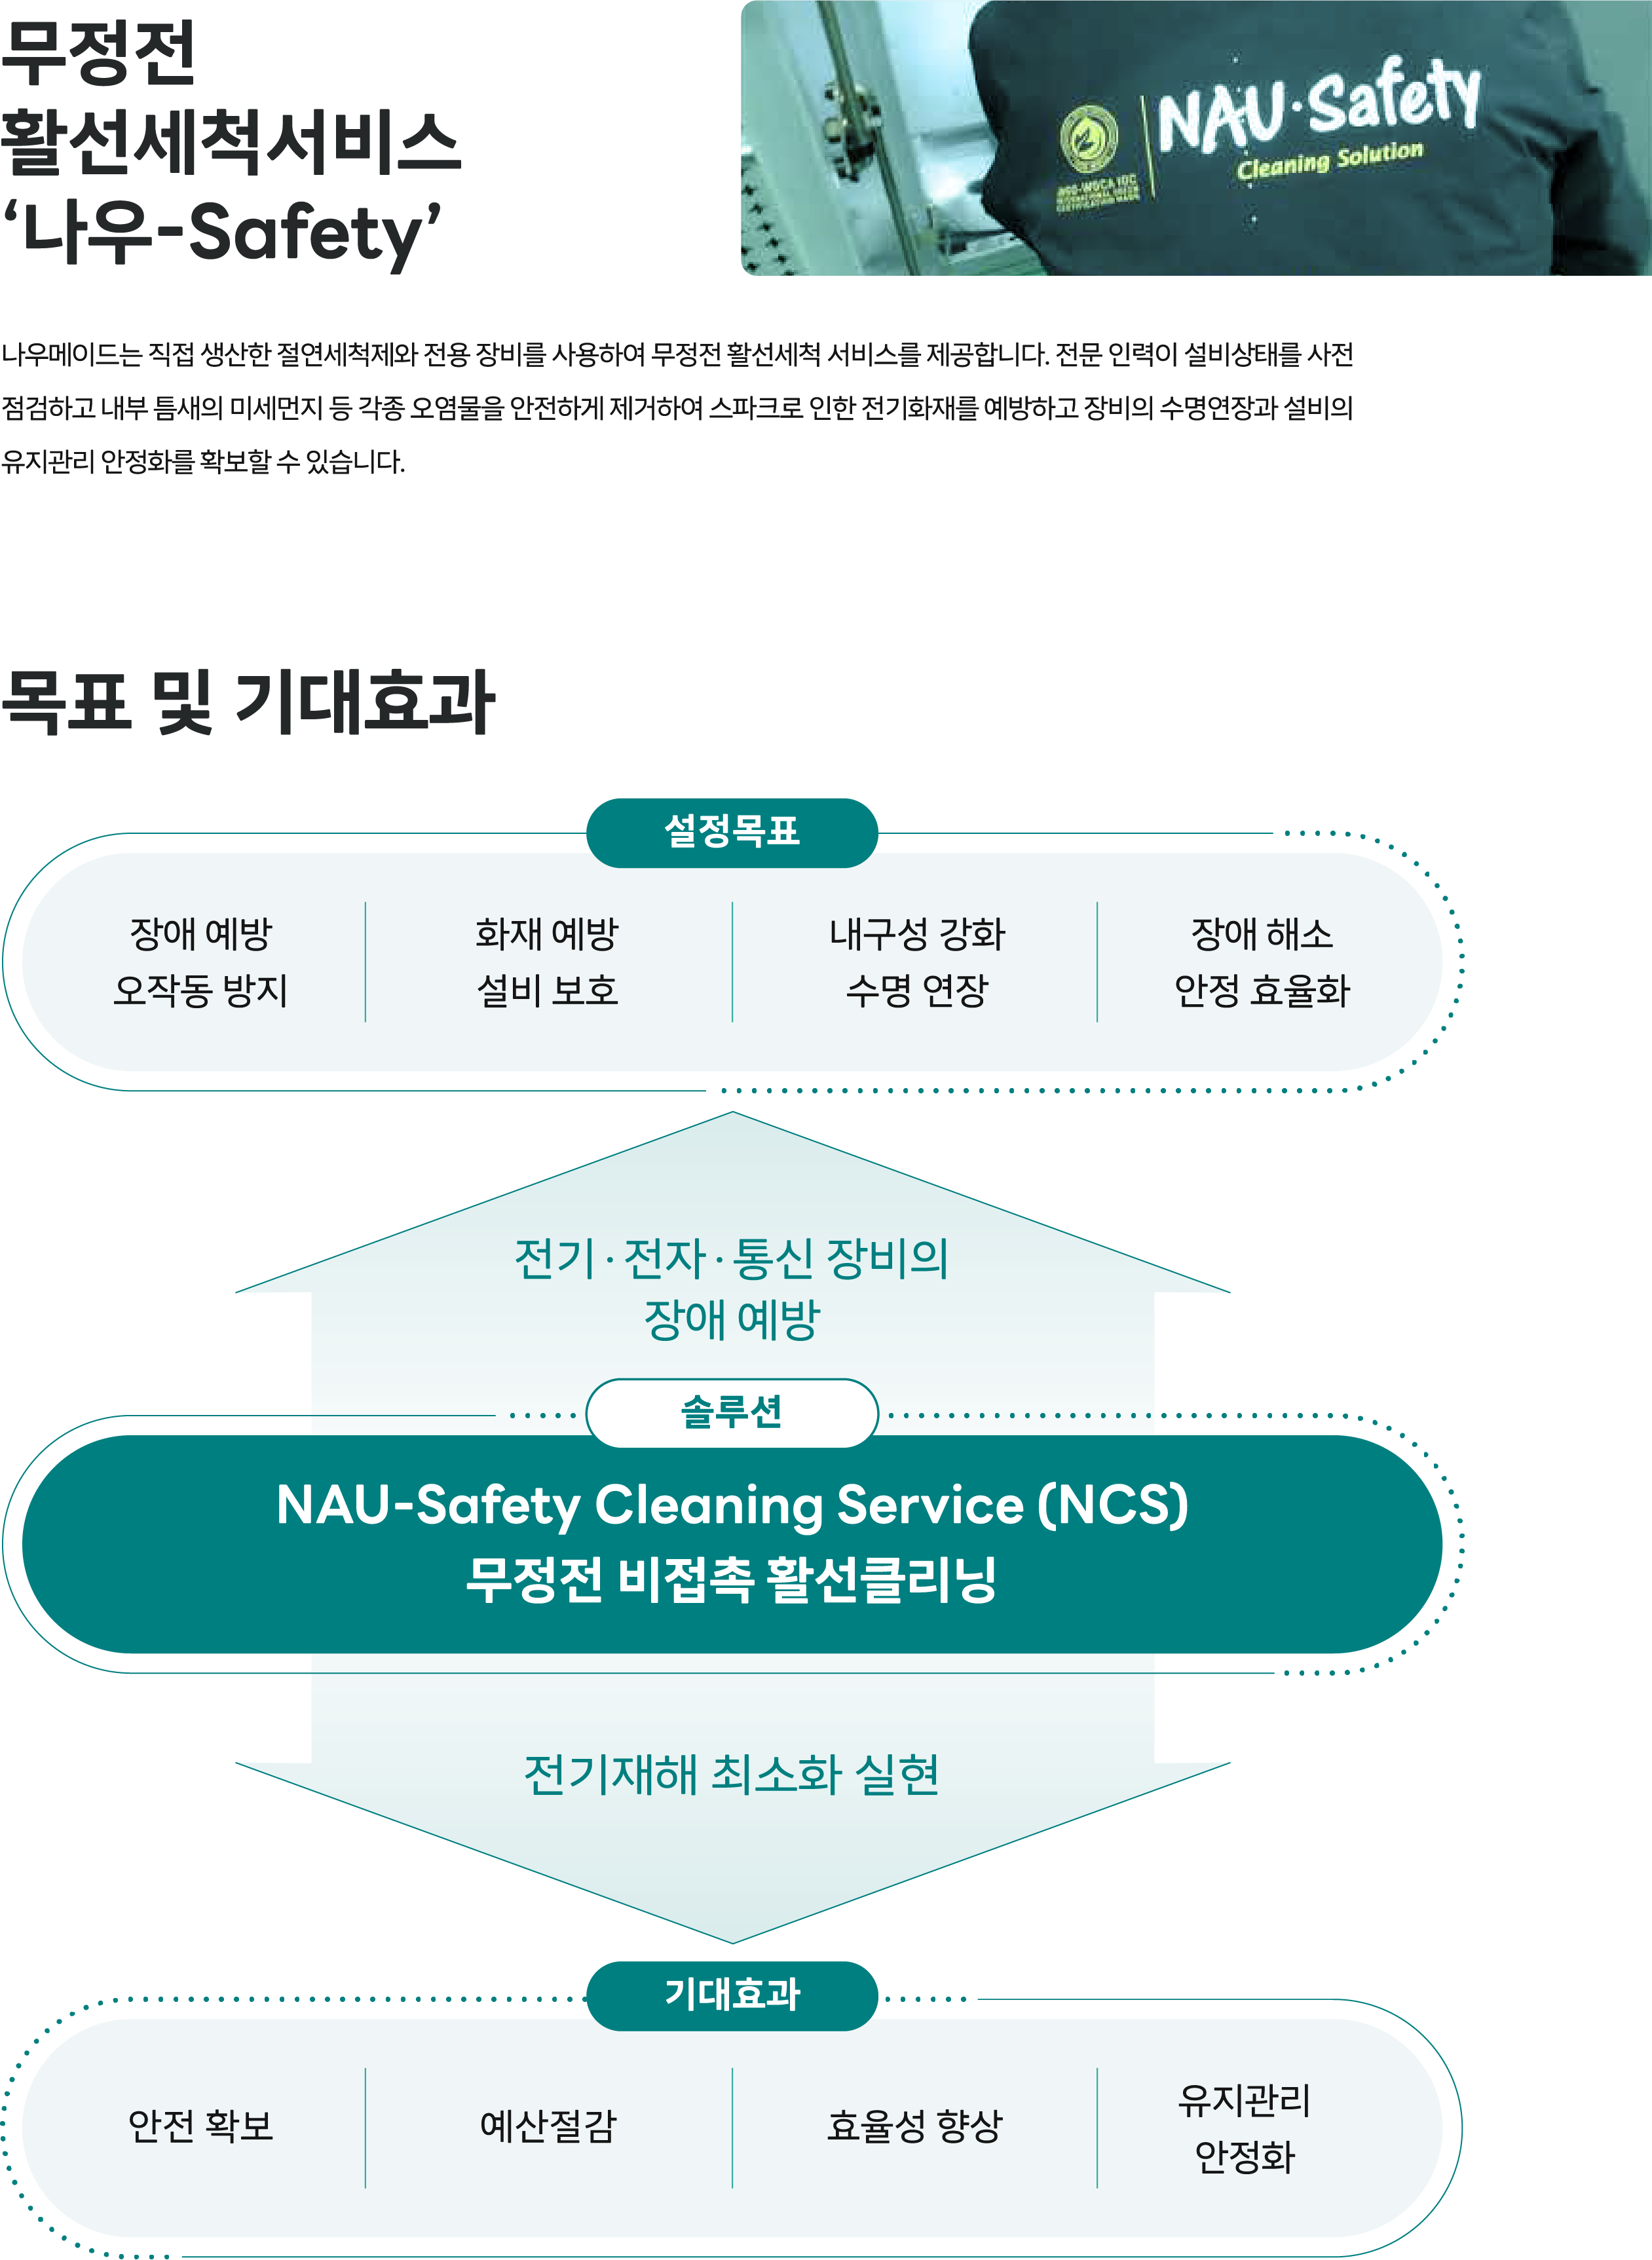 무정전
활선세척서비스
‘나우-Safety’
NAU·Safety
Cleaning Solution
INTERNATIONAL GREEN
CERTIFICATION MARK
나우메이드는 직접 생산한 절연세척제와 전용 장비를 사용하여 무정전 활선세척 서비스를 제공합니다. 전문 인력이 설비상태를 사전
점검하고 내부 틈새의 미세먼지 등 각종 오염물을 안전하게 제거하여 스파크로 인한 전기화재를 예방하고 장비의 수명연장과 설비의
유지관리 안정화를 확보할 수 있습니다.
목표 및 기대효과
설정목표
장애 예방
오작동 방지
화재 예방
설비 보호
내구성 강화
수명 연장
장애 해소
안정 효율화
전기·전자·통신 장비의
장애 예방
솔루션
NAU-Safety Cleaning Service (NCS)
무정전 비접촉 활선클리닝
전기재해 최소화 실현
기대효과
안전 확보
예산절감
효율성 향상
유지관리
안정화